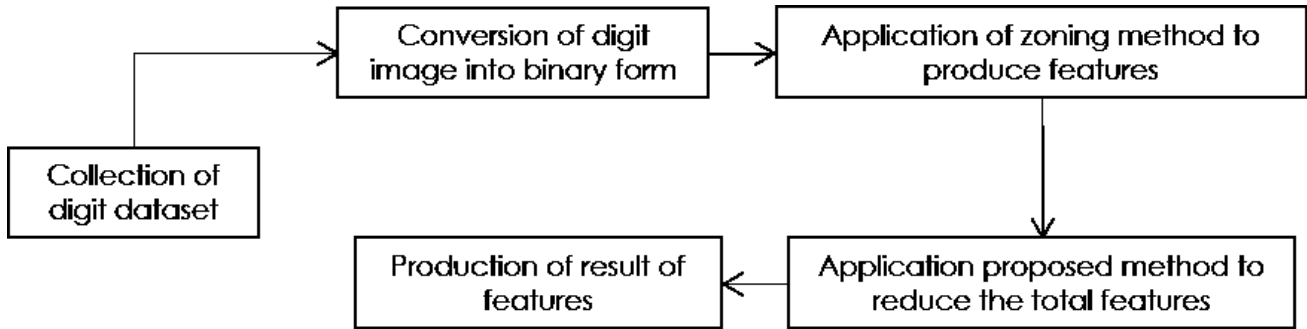 Collection of
digit dataset
Conversion of digit
image into binary form
Application of zoning method to
produce features
Application proposed method to
reduce the total features
Production of result of
features